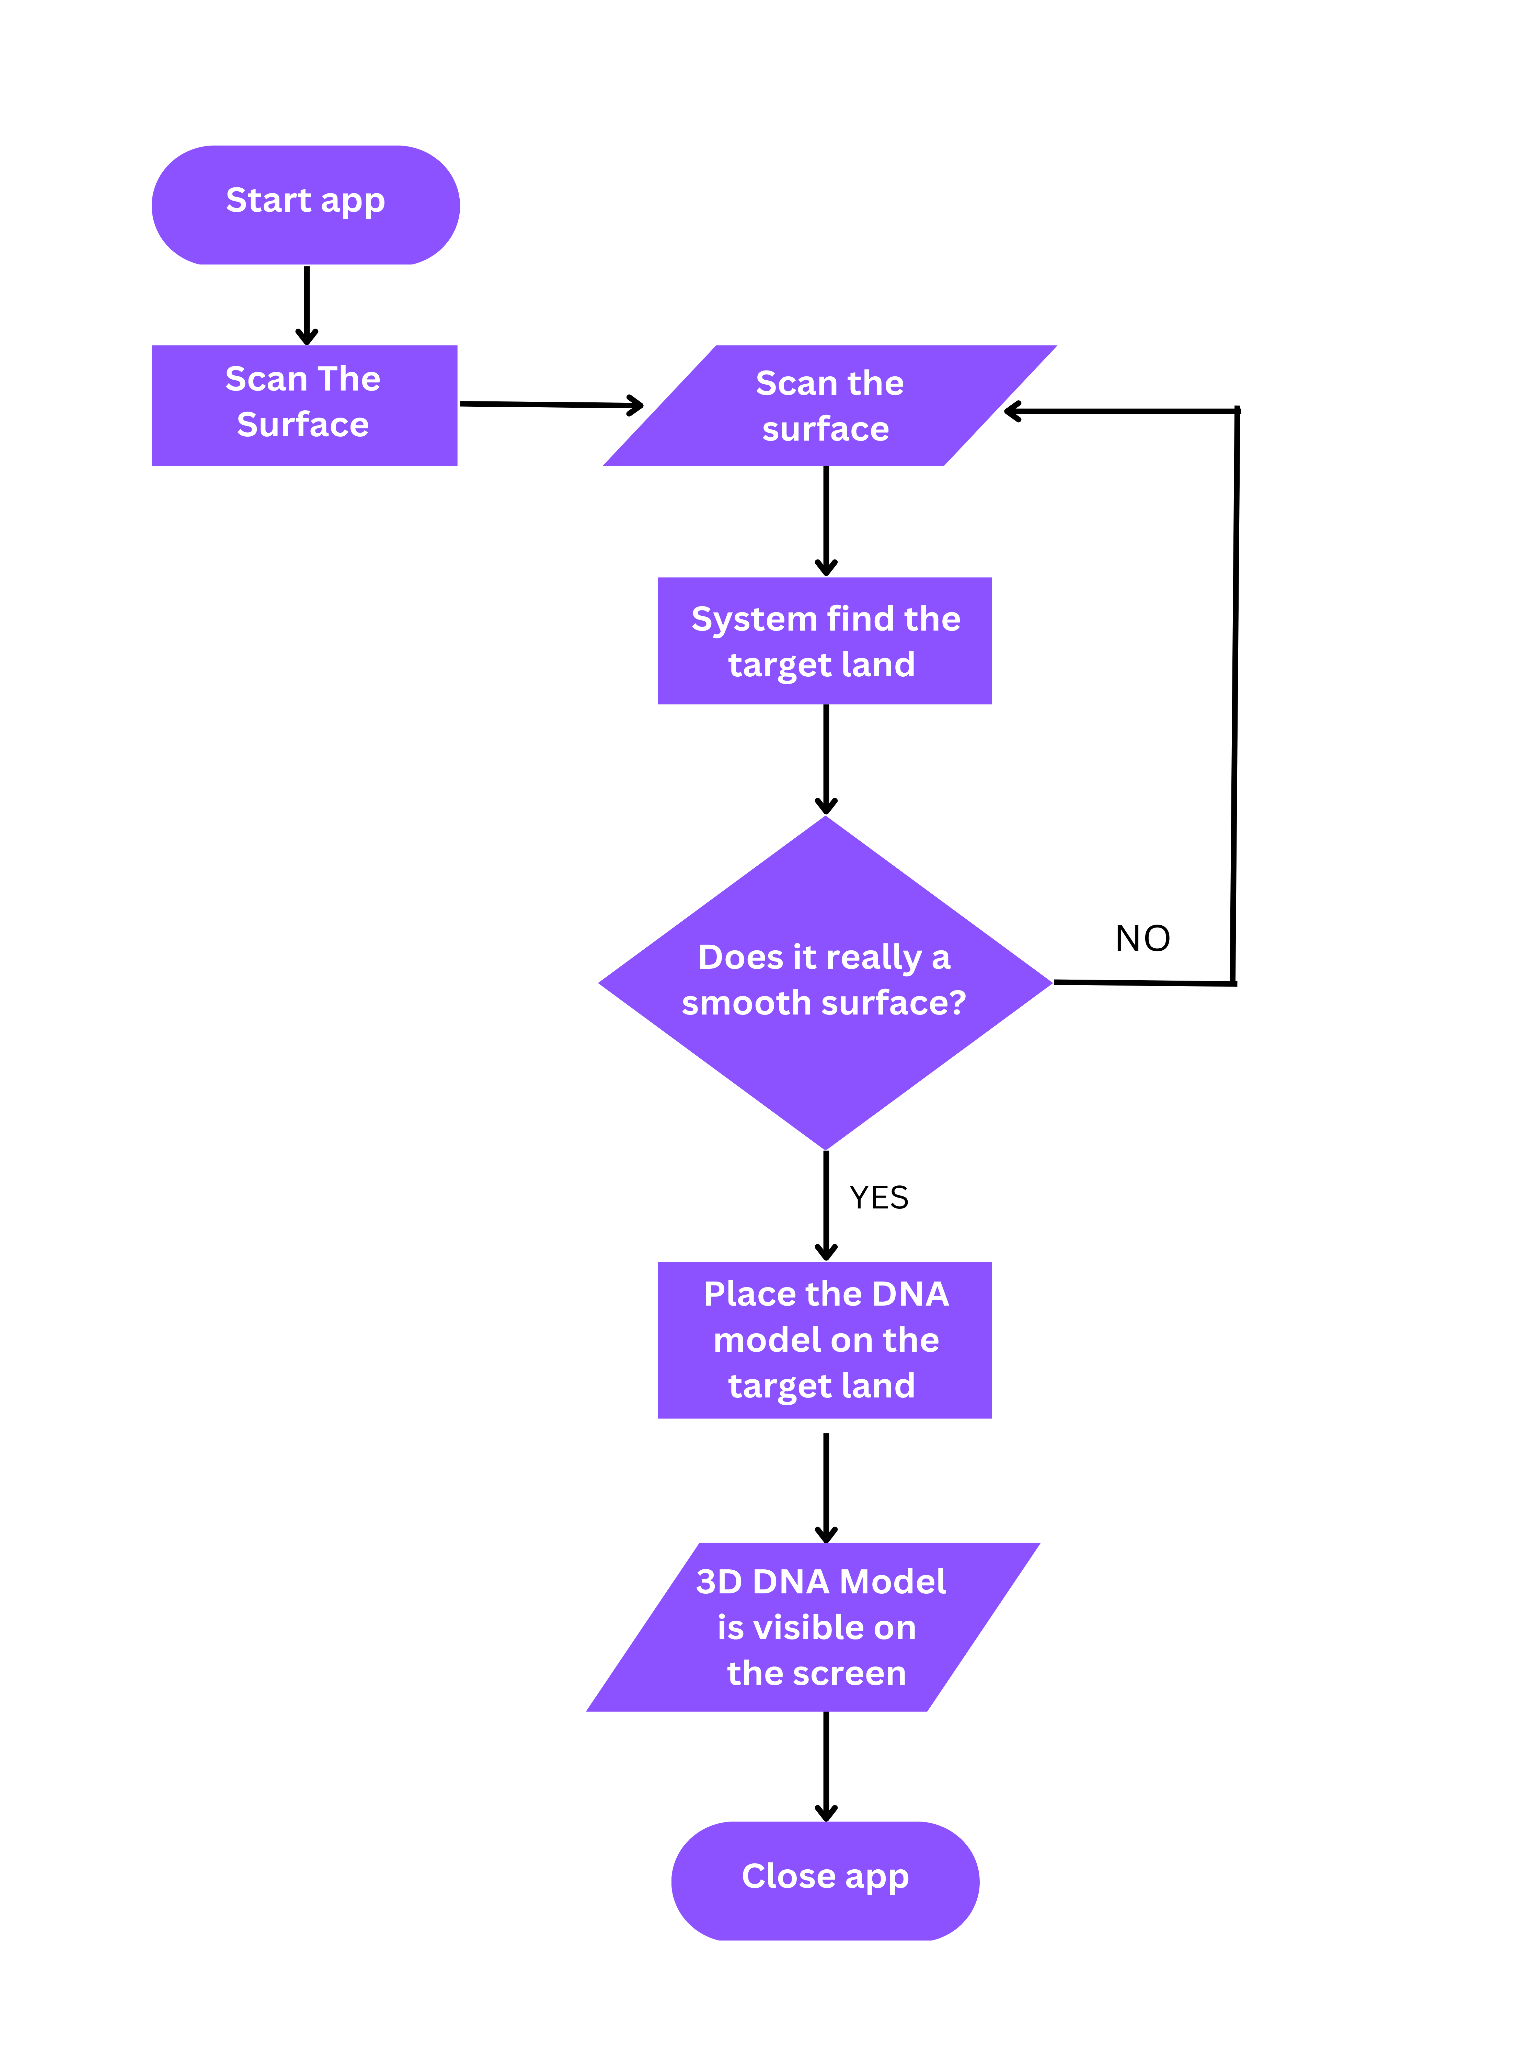 Start app
Scan The
Surface
Scan the
surface
System find the
target land
Does it really a
smooth surface?
NO
YES
Place the DNA
model on the
target land
3D DNA Model
is visible on
the screen
Close app